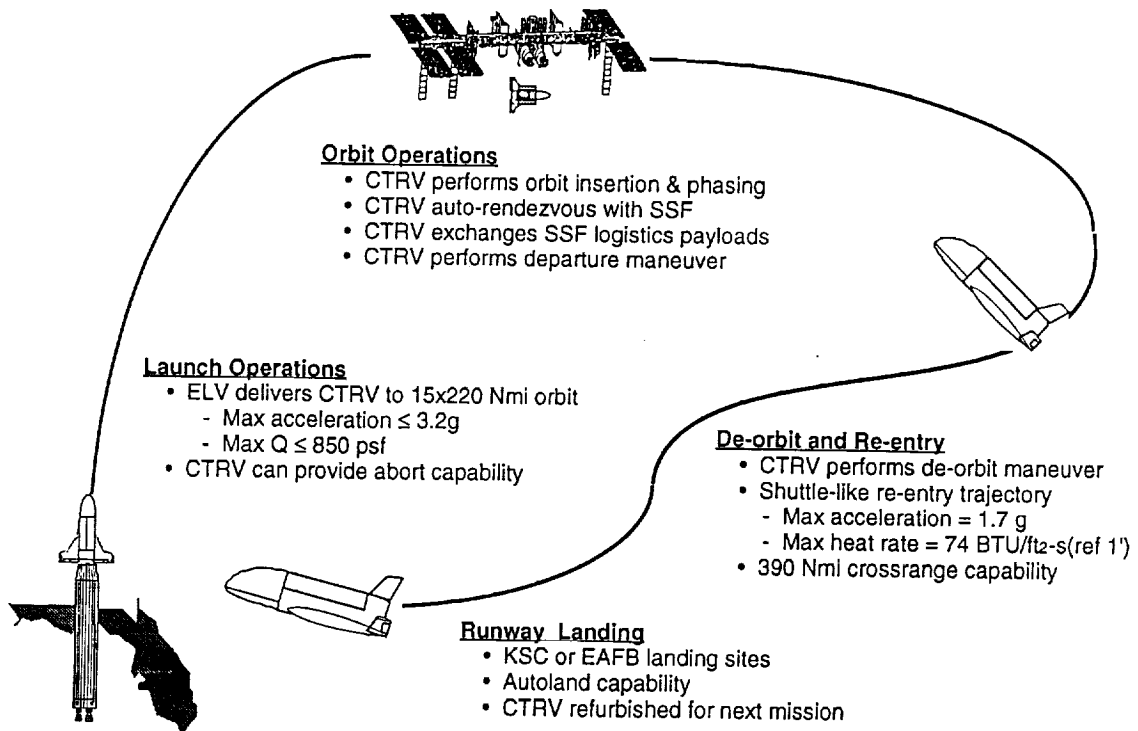 Orbit Operations
• CTRV performs orbit insertion & phasing
• CTRV auto-rendezvous with SSF
• CTRV exchanges SSF logistics payloads
• CTRV performs departure maneuver
Launch Operations
• ELV delivers CTRV to 15x220 Nmi orbit
- Max acceleration ≤ 3.2g
- Max Q ≤ 850 psf
• CTRV can provide abort capability
De-orbit and Re-entry
• CTRV performs de-orbit maneuver
• Shuttle-like re-entry trajectory
- Max acceleration = 1.7 g
- Max heat rate = 74 BTU/ft2-s(ref 1')
• 390 Nmi crossrange capability
Runway Landing
• KSC or EAFB landing sites
• Autoland capability
• CTRV refurbished for next mission